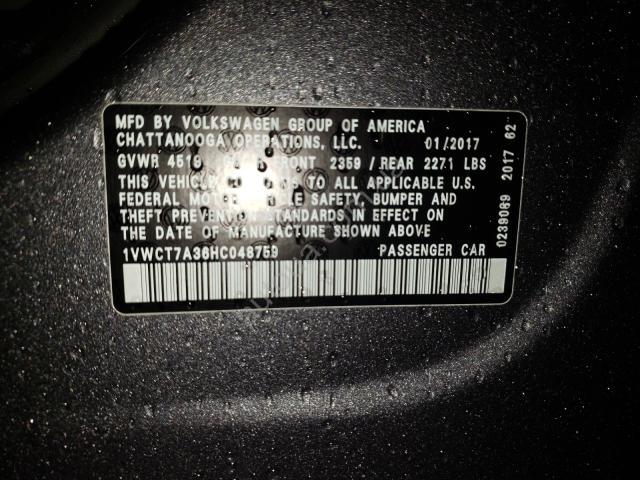 MFD BY VOLKSWAGEN GROUP OF AMERICA
CHATTANOOGA OPERATIONS, LLC. 01/2017
GVWR FRONT 2359 / REAR 2271 LBS
THIS VEHICLE TO ALL APPLICABLE U.S.
FEDERAL MOTOR VEHICLE SAFETY, BUMPER AND
THEFT PREVENTION STANDARDS IN EFFECT ON
THE DATE OF MANUFACTURE SHOWN ABOVE
1VWCT7A36HC048759 PASSENGER CAR
0239069 2017 62